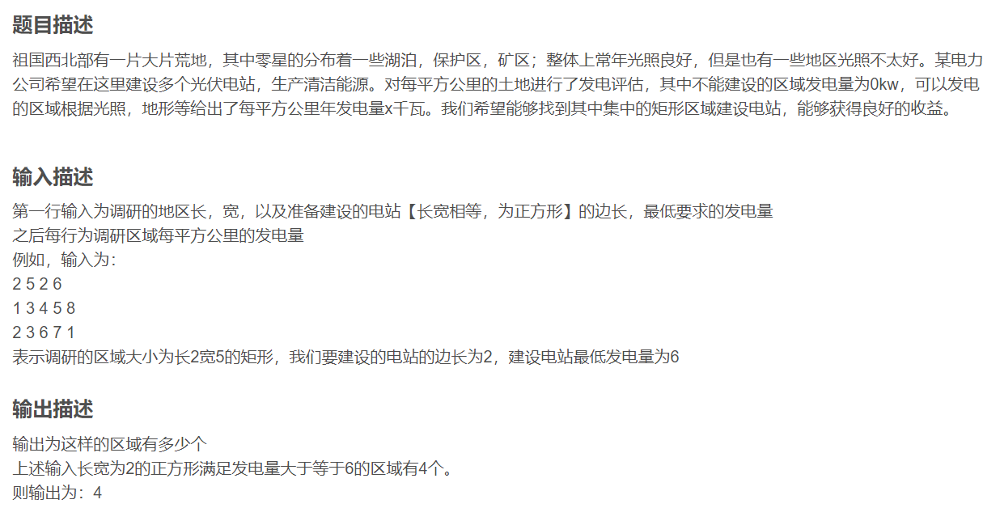 题目描述
祖国西北部有一片大片荒地，其中零星的分布着一些湖泊，保护区，矿区；整体上常年光照良好，但是也有一些地区光照不太好。某电力
公司希望在这里建设多个光伏电站，生产清洁能源。对每平方公里的土地进行了发电评估，其中不能建设的区域发电量为0kw，可以发电
的区域根据光照，地形等给出了每平方公里年发电量x千瓦。我们希望能够找到其中集中的矩形区域建设电站，能够获得良好的收益。
输入描述
第一行输入为调研的地区长，宽，以及准备建设的电站【长宽相等，为正方形】的边长，最低要求的发电量
之后每行为调研区域每平方公里的发电量
例如，输入为：
2 5 2 6
1 3 4 5 8
2 3 6 7 1
表示调研的区域大小为长2宽5的矩形，我们要建设的电站的边长为2，建设电站最低发电量为6
输出描述
输出为这样的区域有多少个
上述输入长宽为2的正方形满足发电量大于等于6的区域有4个。
则输出为：4